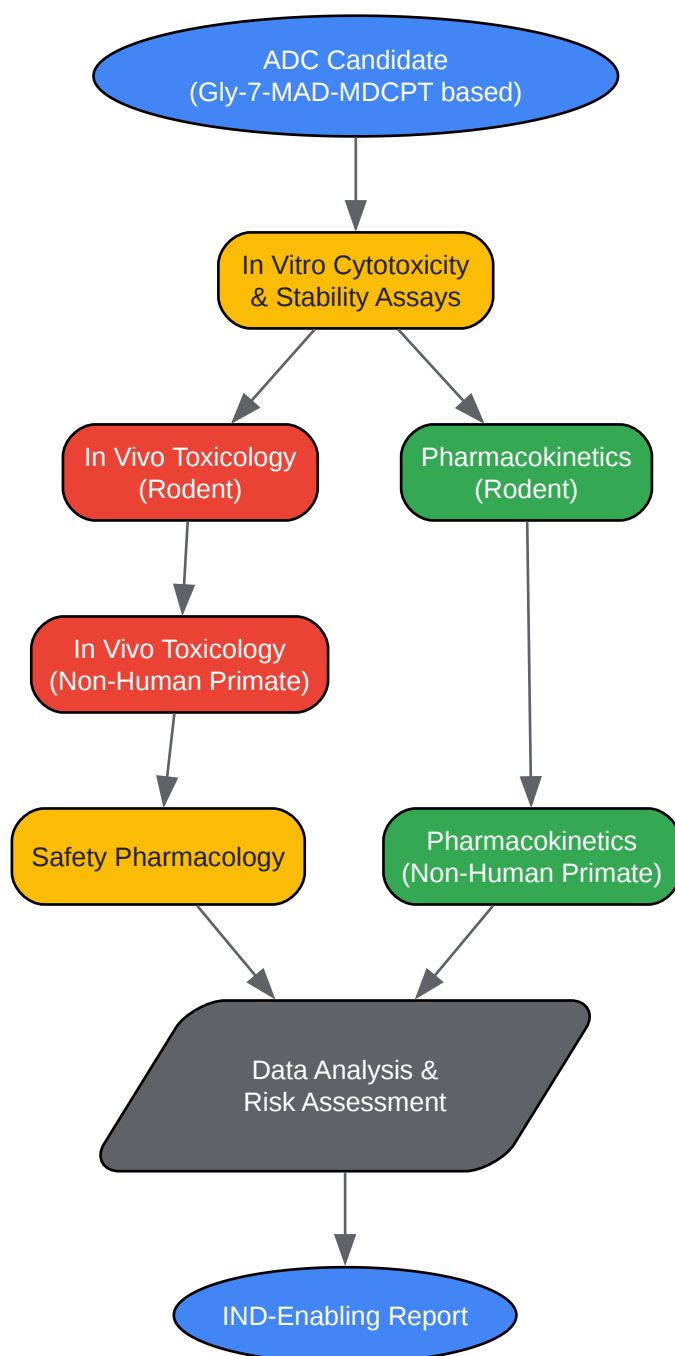 ADC Candidate
(Gly-7-MAD-MDCPT based)
In Vitro Cytotoxicity
& Stability Assays
In Vivo Toxicology
(Rodent)
Pharmacokinetics
(Rodent)
In Vivo Toxicology
(Non-Human Primate)
Safety Pharmacology
Pharmacokinetics
(Non-Human Primate)
Data Analysis &
Risk Assessment
IND-Enabling Report